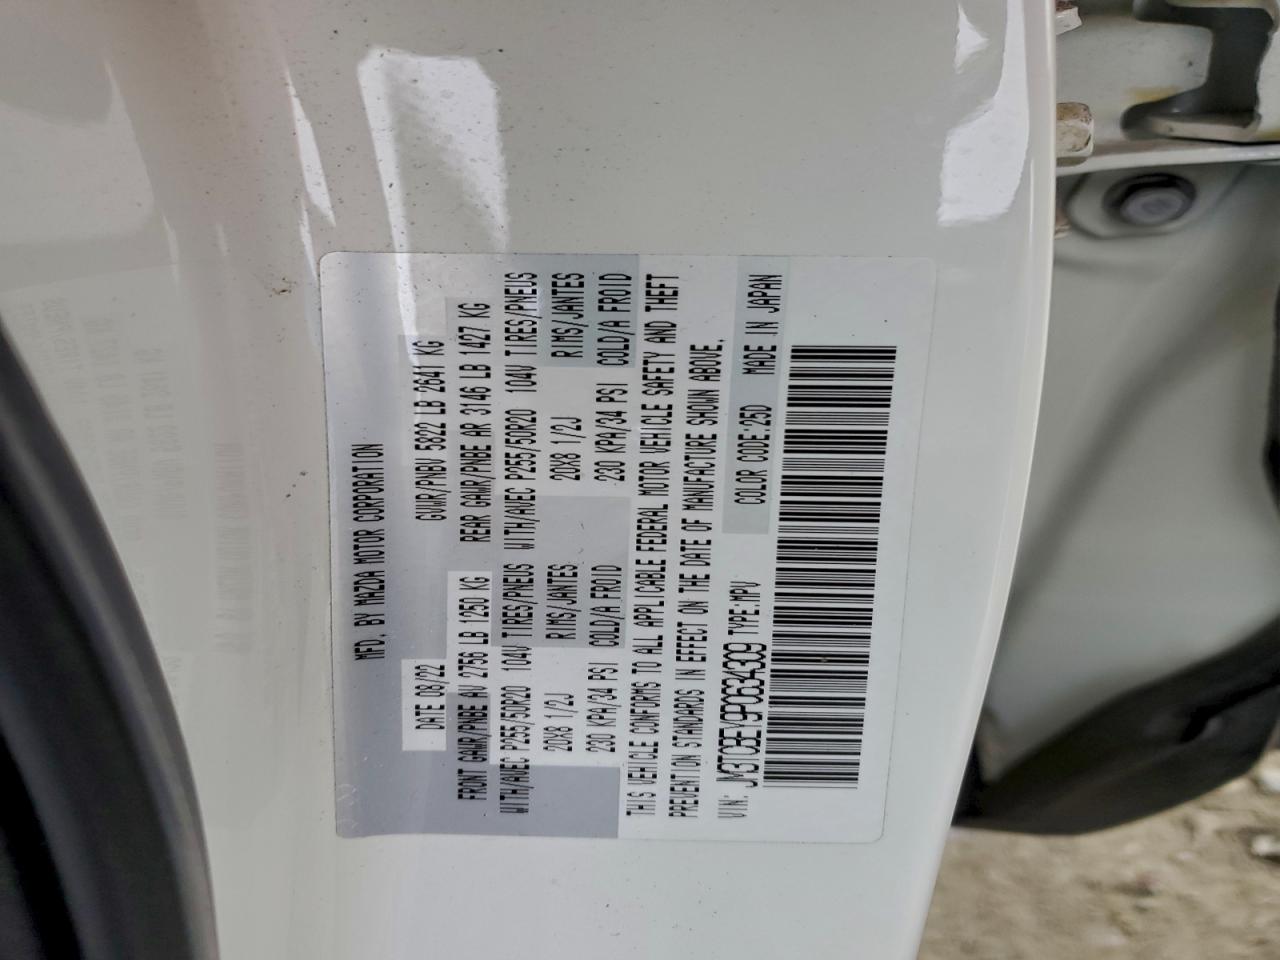 MFD. BY MAZDA MOTOR CORPORATION
DATE 08/22 GVWR/PNBV 5822 LB 2641 KG
FRONT GAWR/PNBE AV 2756 LB 1250 KG REAR GAWR/PNBE AR 3146 LB 1427 KG
WITH/AVEC P255/50R20 104V TIRES/PNEUS WITH/AVEC P255/50R20 104V TIRES/PNEUS
20X8 1/2J RIMS/JANTES 20X8 1/2J RIMS/JANTES
230 KPA/34 PSI COLD/A FROID 230 KPA/34 PSI COLD/A FROID
THIS VEHICLE CONFORMS TO ALL APPLICABLE FEDERAL MOTOR VEHICLE SAFETY AND THEFT
PREVENTION STANDARDS IN EFFECT ON THE DATE OF MANUFACTURE SHOWN ABOVE.
VIN: JM3TCBEY9P0634309 TYPE:MPV COLOR CODE:25D MADE IN JAPAN